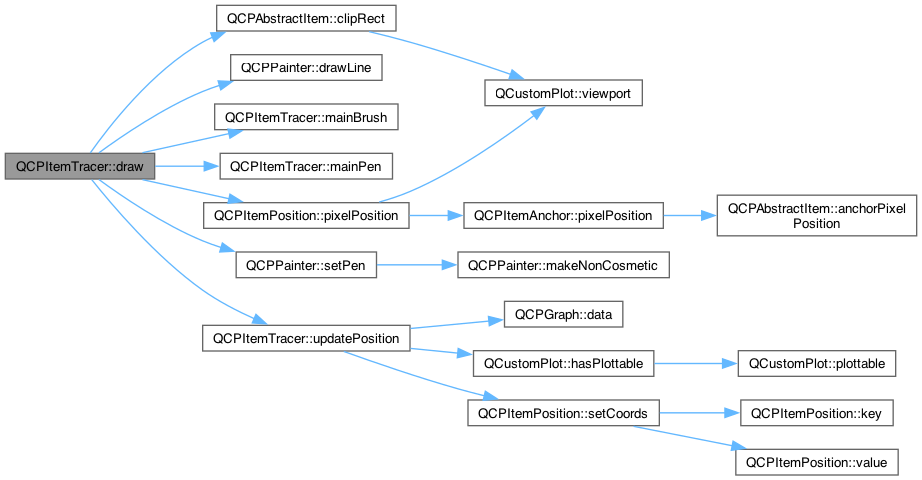 QCPAbstractItem::clipRect
QCPPainter::drawLine
QCustomPlot::viewport
QCPItemTracer::mainBrush
QCPItemTracer::draw
QCPItemTracer::mainPen
QCPItemPosition::pixelPosition
QCPItemAnchor::pixelPosition
QCPAbstractItem::anchorPixel
Position
QCPPainter::setPen
QCPPainter::makeNonCosmetic
QCPGraph::data
QCPItemTracer::updatePosition
QCustomPlot::hasPlottable
QCustomPlot::plottable
QCPItemPosition::setCoords
QCPItemPosition::key
QCPItemPosition::value